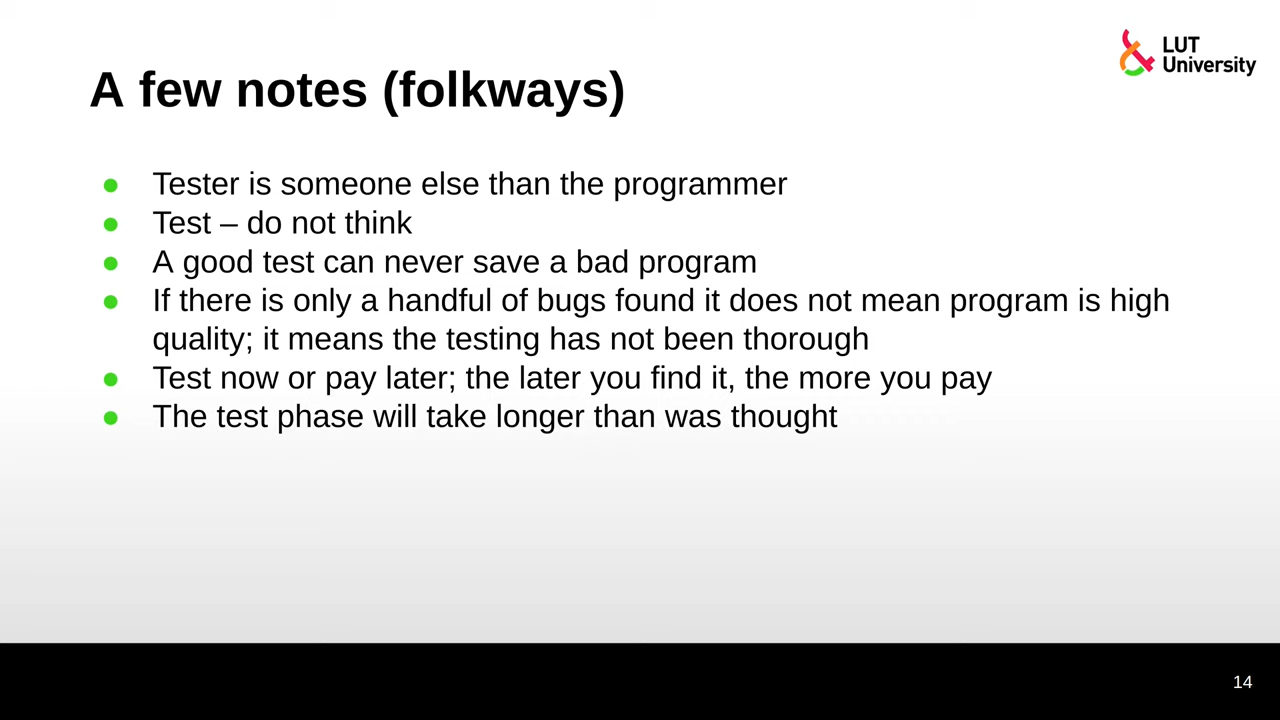 LUT
University
A few notes (folkways)
● Tester is someone else than the programmer
● Test – do not think
● A good test can never save a bad program
● If there is only a handful of bugs found it does not mean program is high
quality; it means the testing has not been thorough
● Test now or pay later; the later you find it, the more you pay
● The test phase will take longer than was thought
14